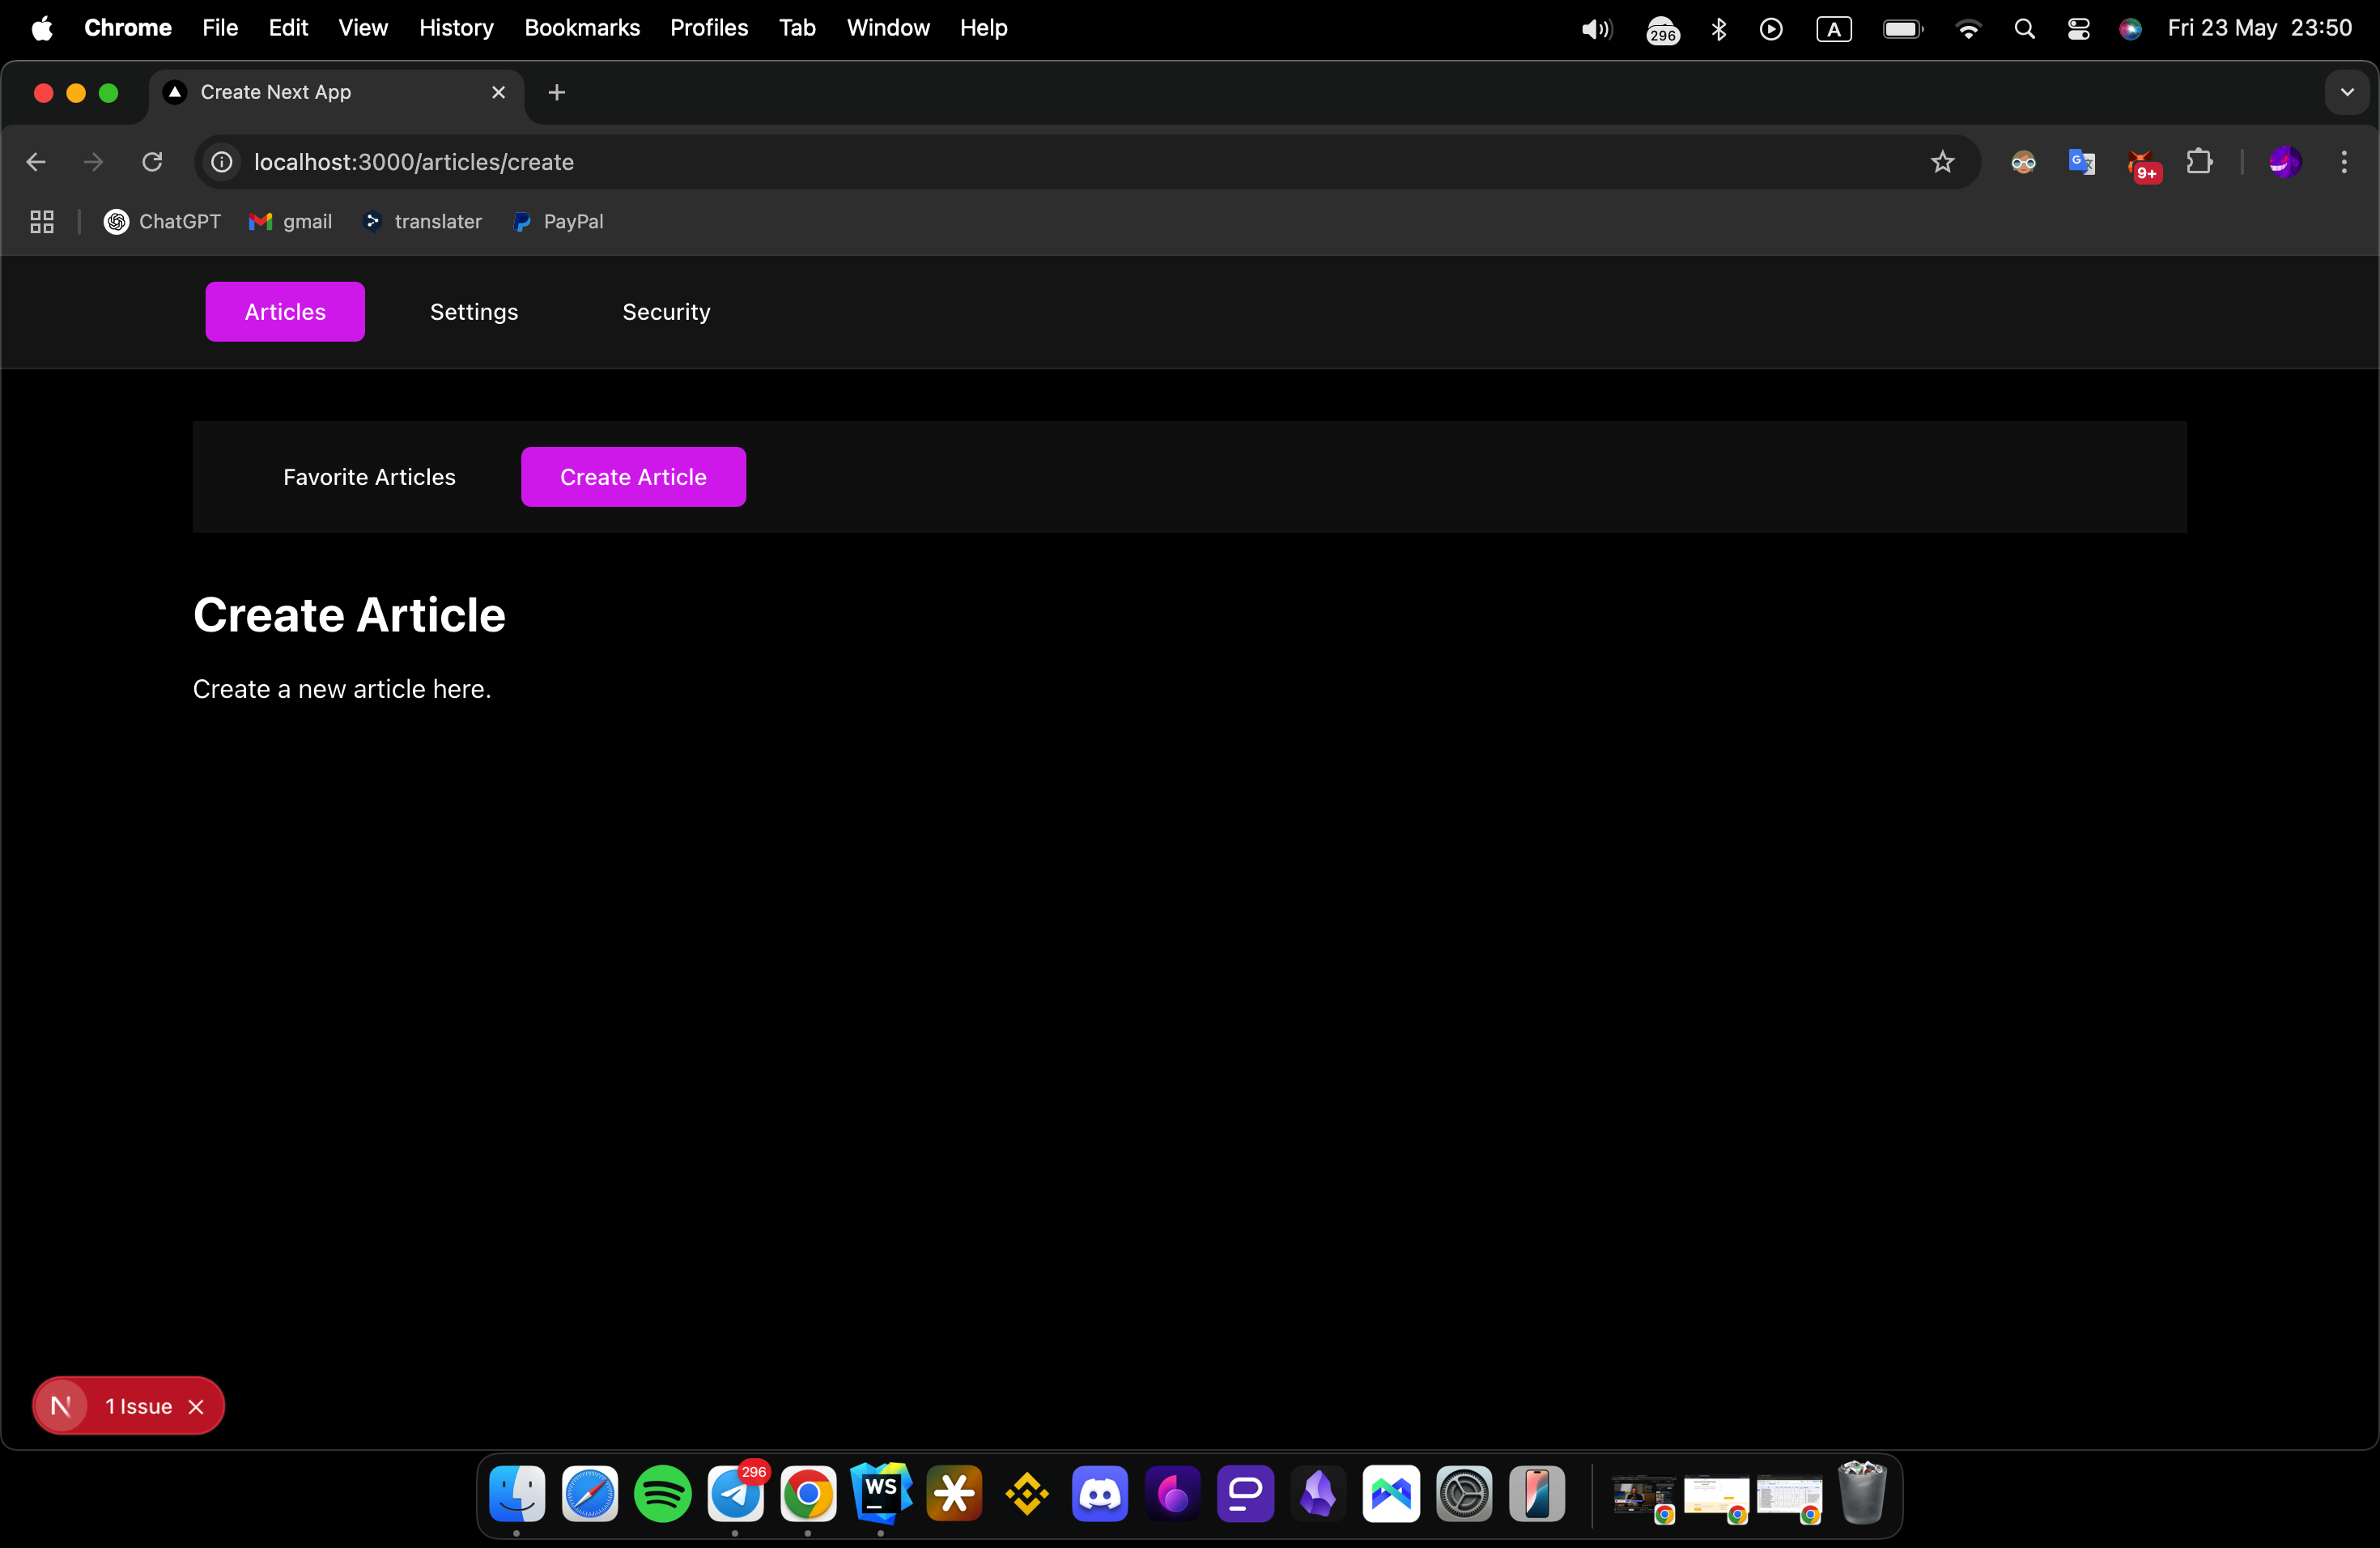 Chrome File Edit View History Bookmarks Profiles Tab Window Help 296 A Fri 23 May 23:50
Create Next App
localhost:3000/articles/create 9+
ChatGPT gmail translater PayPal
Articles Settings Security
Favorite Articles Create Article
Create Article
Create a new article here.
N 1 Issue
296
WS